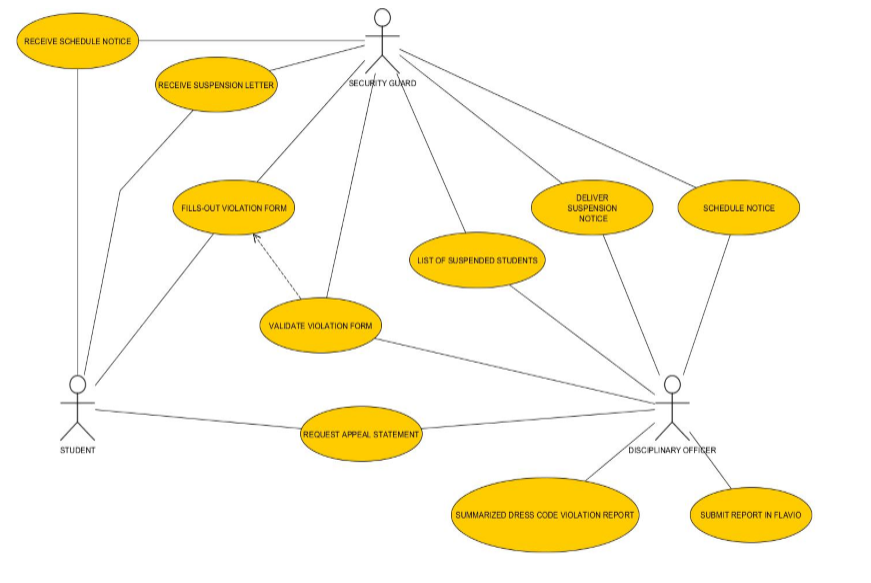 RECEIVE SCHEDULE NOTICE
RECEIVE SUSPENSION LETTER
SECURITY GUARD
FILLS-OUT VIOLATION FORM
DELIVER
SUSPENSION
NOTICE
SCHEDULE NOTICE
LIST OF SUSPENDED STUDENTS
VALIDATE VIOLATION FORM
REQUEST APPEAL STATEMENT
STUDENT
DISCIPLINARY OFFICER
SUMMARIZED DRESS CODE VIOLATION REPORT
SUBMIT REPORT IN FLAVIO